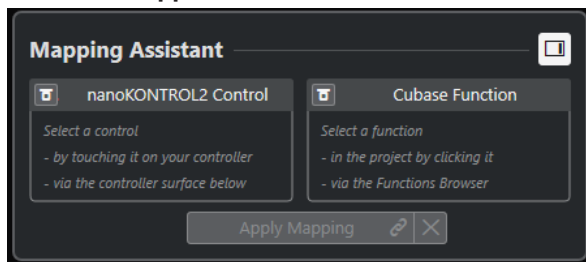 Mapping Assistant
nanoKONTROL2 Control
Select a control
- by touching it on your controller
- via the controller surface below
Cubase Function
Select a function
- in the project by clicking it
- via the Functions Browser
Apply Mapping